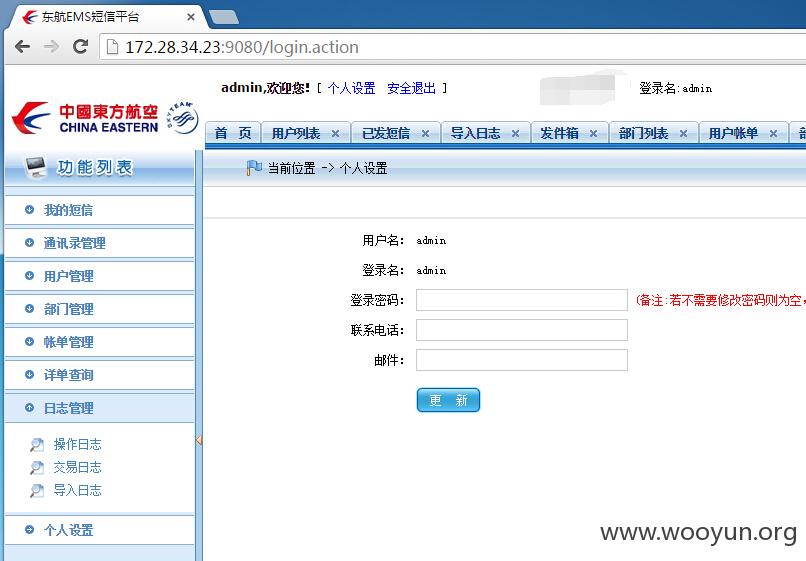 东航EMS短信平台
172.28.34.23:9080/login.action
admin,欢迎您! [ 个人设置 安全退出 ]
登录名:admin
中國東方航空
CHINA EASTERN
SKYTEAM
首 页 用户列表 已发短信 导入日志 发件箱 部门列表 用户帐单
功能列表
当前位置 -> 个人设置
我的短信
通讯录管理
用户管理
部门管理
帐单管理
详单查询
日志管理
操作日志
交易日志
导入日志
个人设置
用户名: admin
登录名: admin
登录密码: (备注:若不需要修改密码则为空,
联系电话:
邮件:
更 新
www.wooyun.org